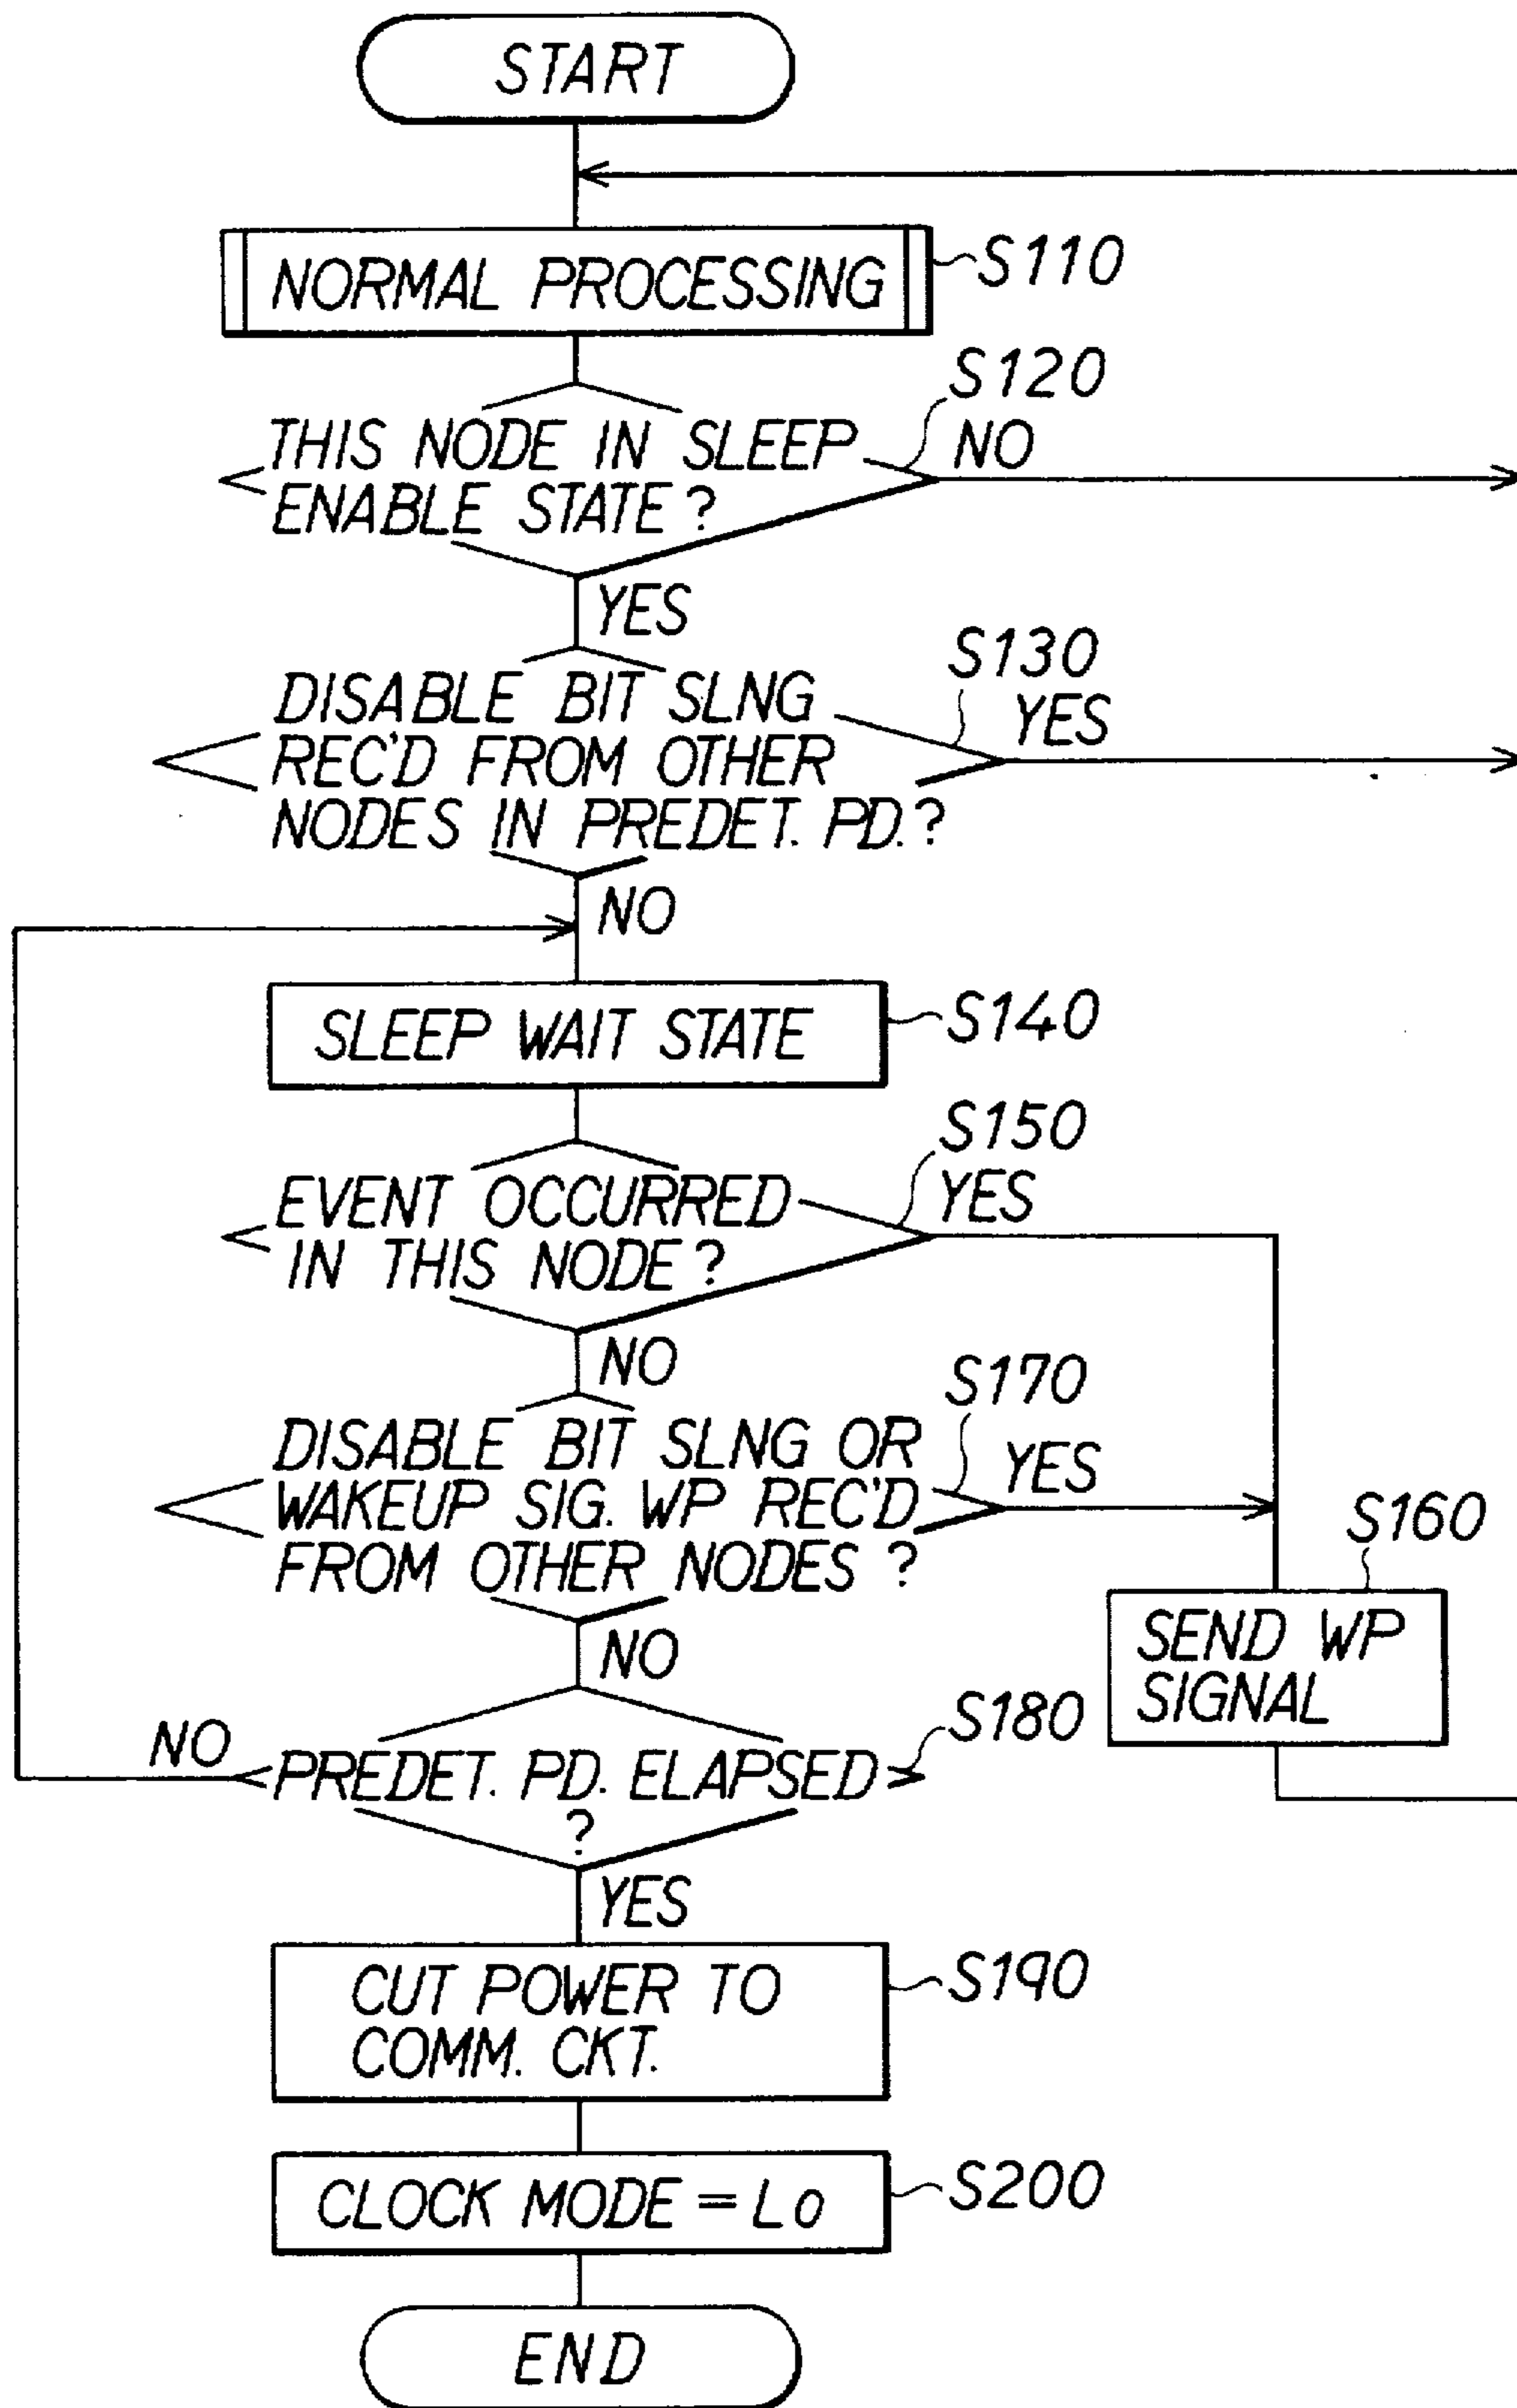 START
NORMAL PROCESSING
S110
S120
THIS NODE IN SLEEP
ENABLE STATE?
NO
YES
S130
DISABLE BIT SLNG
REC'D FROM OTHER
NODES IN PREDET. PD.?
YES
NO
SLEEP WAIT STATE
S140
S150
EVENT OCCURRED
IN THIS NODE?
YES
NO
S170
DISABLE BIT SLNG OR
WAKEUP SIG. WP REC'D
FROM OTHER NODES ?
YES
S160
SEND WP
SIGNAL
NO
S180
NO
PREDET. PD. ELAPSED
?
YES
CUT POWER TO
COMM. CKT.
S190
CLOCK MODE = Lo
S200
END